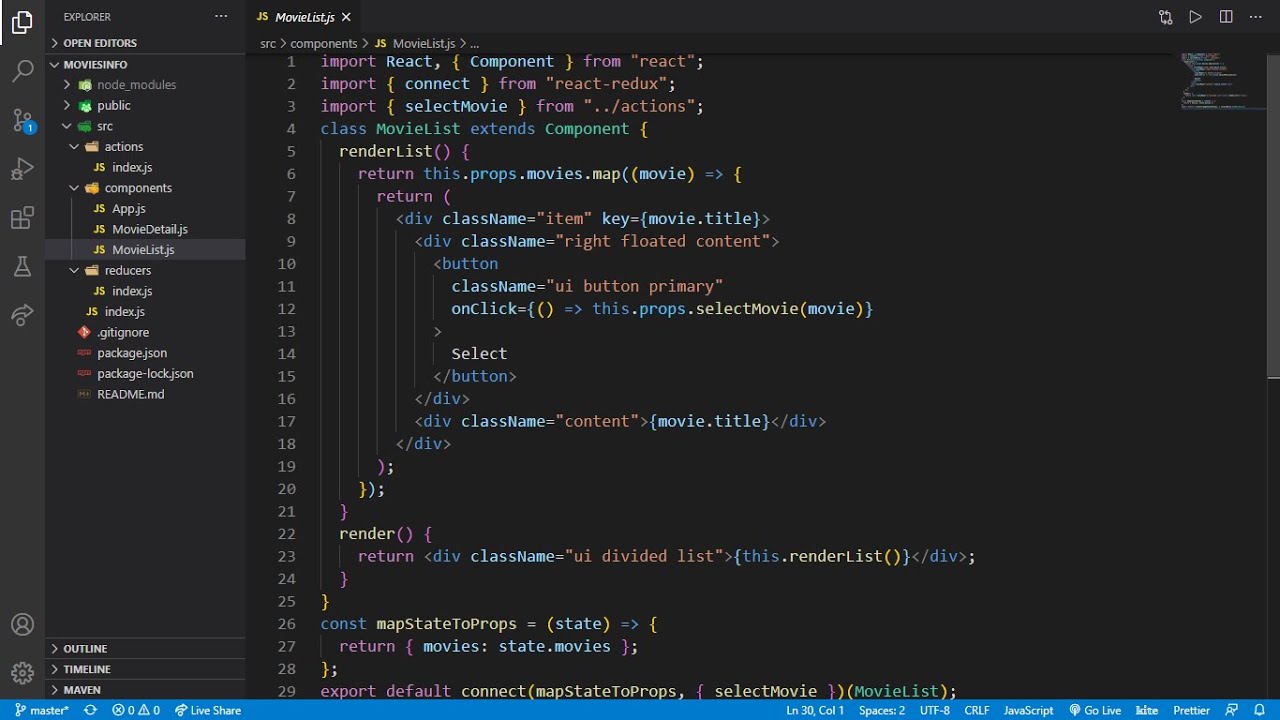 EXPLORER
OPEN EDITORS
MOVIESINFO
node_modules
public
src
actions
JS index.js
components
JS App.js
JS MovieDetail.js
JS MovieList.js
reducers
JS index.js
JS index.js
.gitignore
package.json
package-lock.json
README.md
OUTLINE
TIMELINE
MAVEN
JS MovieList.js
src > components > JS MovieList.js > ...
1 import React, { Component } from "react";
2 import { connect } from "react-redux";
3 import { selectMovie } from "../actions";
4 class MovieList extends Component {
5 renderList() {
6 return this.props.movies.map((movie) => {
7 return (
8 <div className="item" key={movie.title}>
9 <div className="right floated content">
10 <button
11 className="ui button primary"
12 onClick={() => this.props.selectMovie(movie)}
13 >
14 Select
15 </button>
16 </div>
17 <div className="content">{movie.title}</div>
18 </div>
19 );
20 });
21 }
22 render() {
23 return <div className="ui divided list">{this.renderList()}</div>;
24 }
25 }
26 const mapStateToProps = (state) => {
27 return { movies: state.movies };
28 };
29 export default connect(mapStateToProps, { selectMovie })(MovieList);
1
master* 0 0 Live Share Ln 30, Col 1 Spaces: 2 UTF-8 CRLF JavaScript Go Live kite Prettier